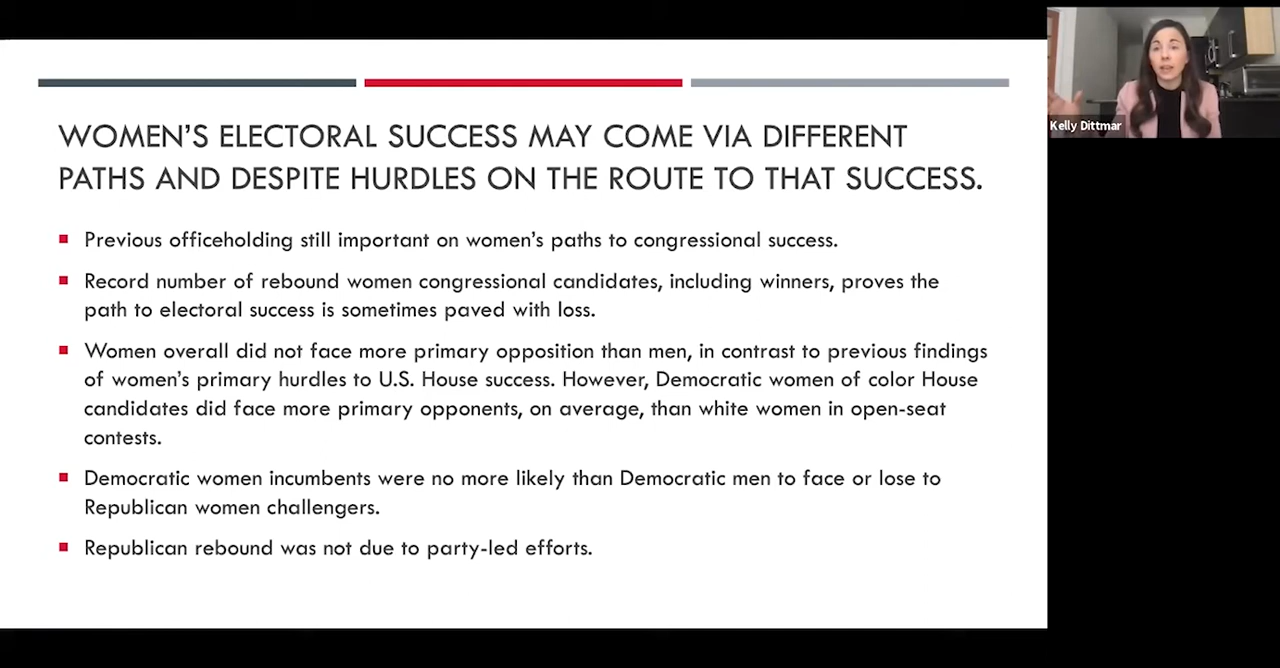 WOMEN'S ELECTORAL SUCCESS MAY COME VIA DIFFERENT
PATHS AND DESPITE HURDLES ON THE ROUTE TO THAT SUCCESS.
Previous officeholding still important on women's paths to congressional success.
Record number of rebound women congressional candidates, including winners, proves the
path to electoral success is sometimes paved with loss.
Women overall did not face more primary opposition than men, in contrast to previous findings
of women's primary hurdles to U.S. House success. However, Democratic women of color House
candidates did face more primary opponents, on average, than white women in open-seat
contests.
Democratic women incumbents were no more likely than Democratic men to face or lose to
Republican women challengers.
Republican rebound was not due to party-led efforts.
Kelly Dittmar